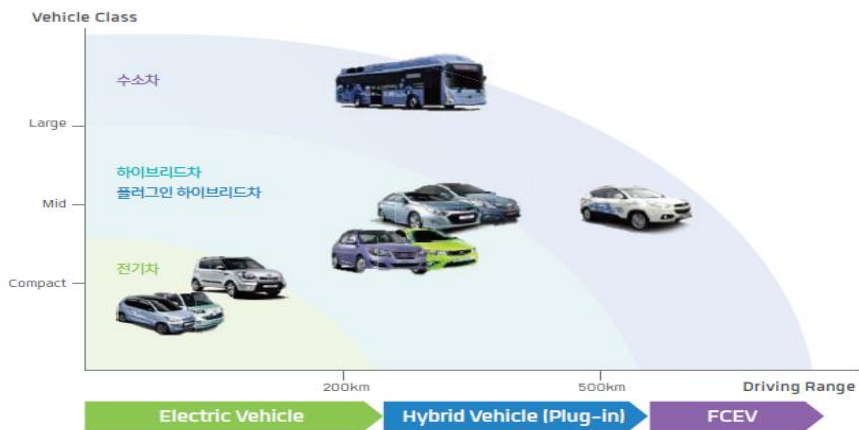 Vehicle Class
수소차
Large
하이브리드차
플러그인 하이브리드차
Mid
전기차
Compact
200km
500km
Driving Range
Electric Vehicle
Hybrid Vehicle (Plug-in)
FCEV